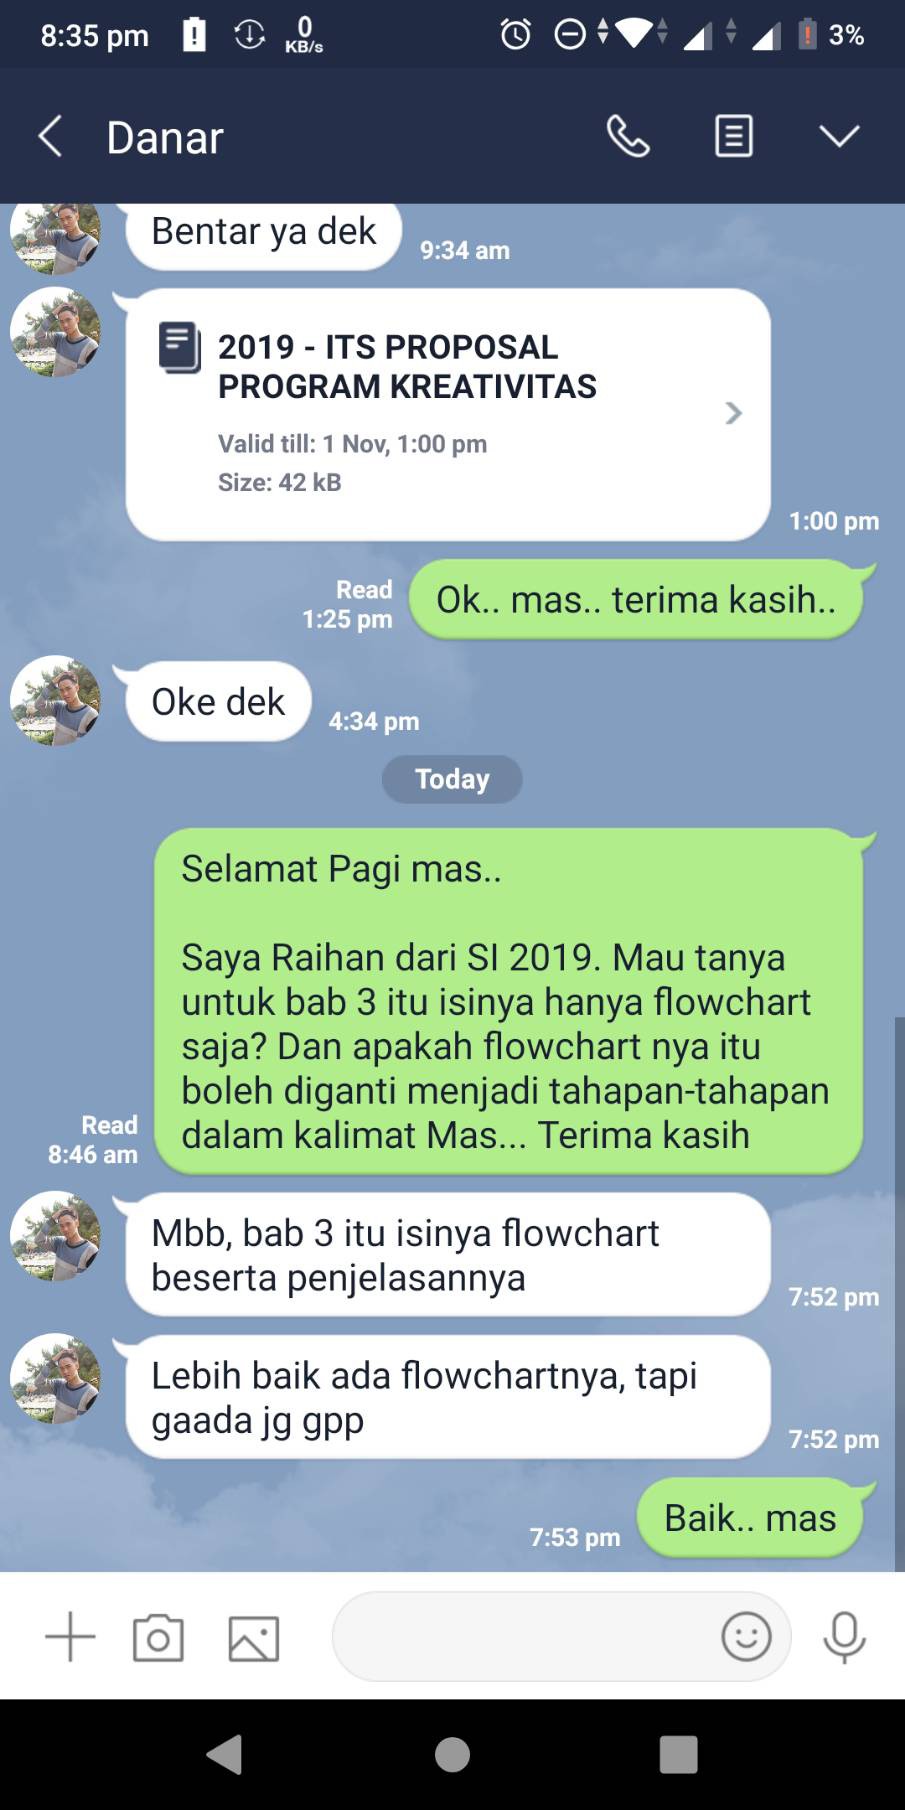 8:35 pm
0
KB/s
3%
Danar
Bentar ya dek
9:34 am
2019 - ITS PROPOSAL
PROGRAM KREATIVITAS
Valid till: 1 Nov, 1:00 pm
Size: 42 kB
1:00 pm
Read
1:25 pm
Ok.. mas.. terima kasih..
Oke dek
4:34 pm
Today
Selamat Pagi mas..
Saya Raihan dari SI 2019. Mau tanya
untuk bab 3 itu isinya hanya flowchart
saja? Dan apakah flowchart nya itu
boleh diganti menjadi tahapan-tahapan
dalam kalimat Mas... Terima kasih
Read
8:46 am
Mbb, bab 3 itu isinya flowchart
beserta penjelasannya
7:52 pm
Lebih baik ada flowchartnya, tapi
gaada jg gpp
7:52 pm
Baik.. mas
7:53 pm